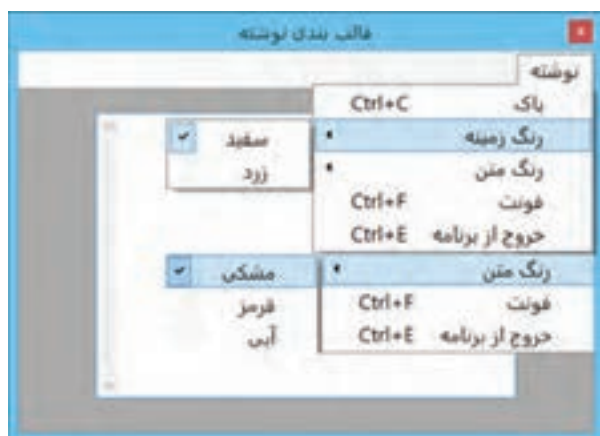 قالب بندی نوشته
نوشته
پاک Ctrl+C
رنگ زمینه
سفید
زرد
رنگ متن
فونت Ctrl+F
خروج از برنامه Ctrl+E
رنگ متن
مشکی
فونت Ctrl+F
قرمز
خروج از برنامه Ctrl+E
آبی